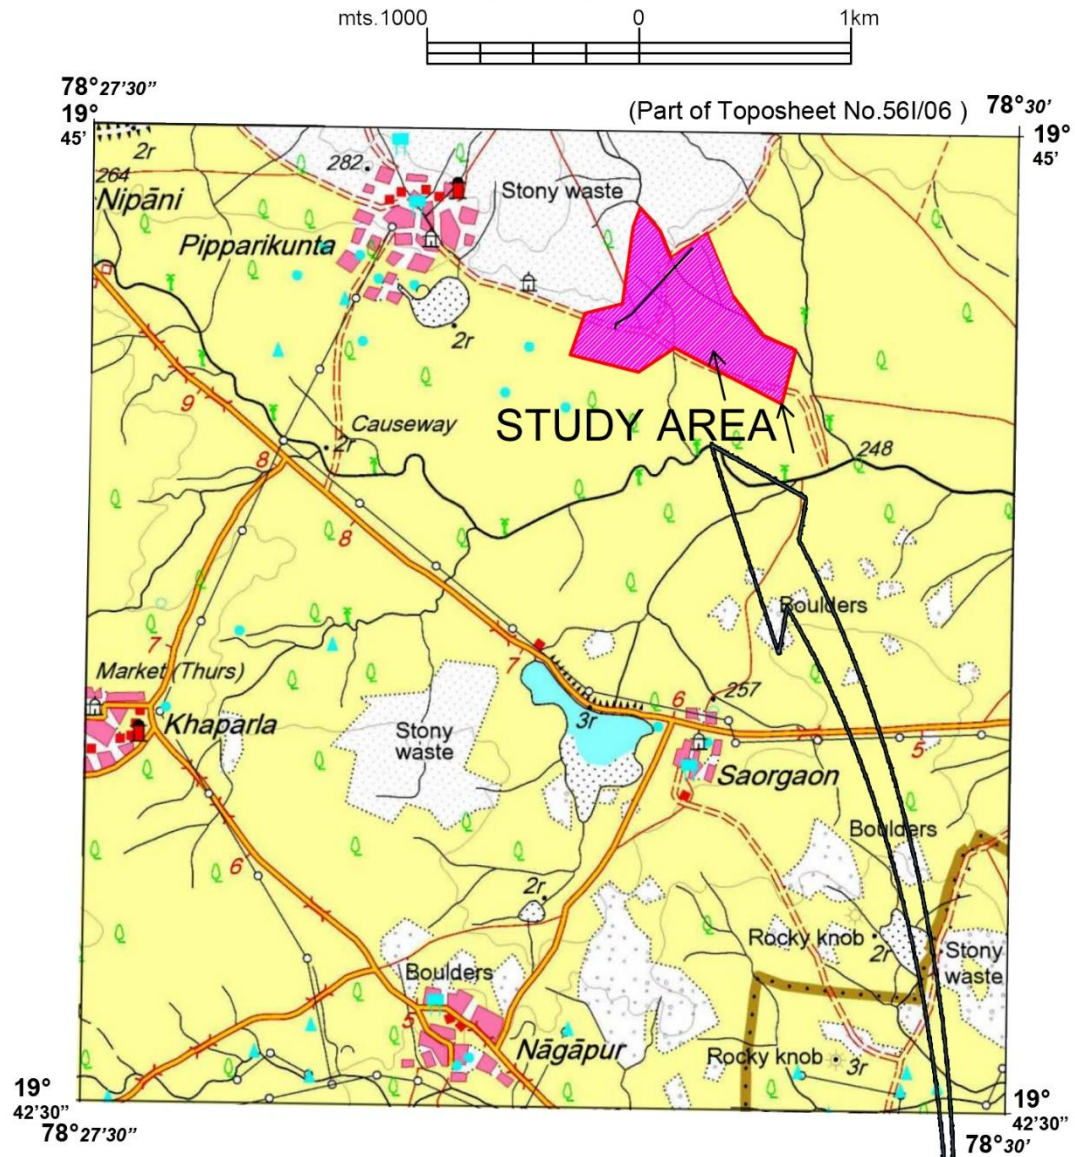 mts.1000 0 1km
78° 27'30"
19°
45'
(Part of Toposheet No.56I/06 )
78° 30'
19°
45'
2r
264
Nipāni
282
Stony waste
Pipparikunta
2r
9
Causeway
2r
STUDY AREA
248
8
8
Boulders
7
Market (Thurs)
7
Khaparla
6
257
3r
Stony
waste
5
Saorgaon
6
Boulders
2r
Rocky knob
2r
Stony
waste
Boulders
5
Nāgāpur
Rocky knob
3r
19°
42'30"
78° 27'30"
19°
42'30"
78° 30'